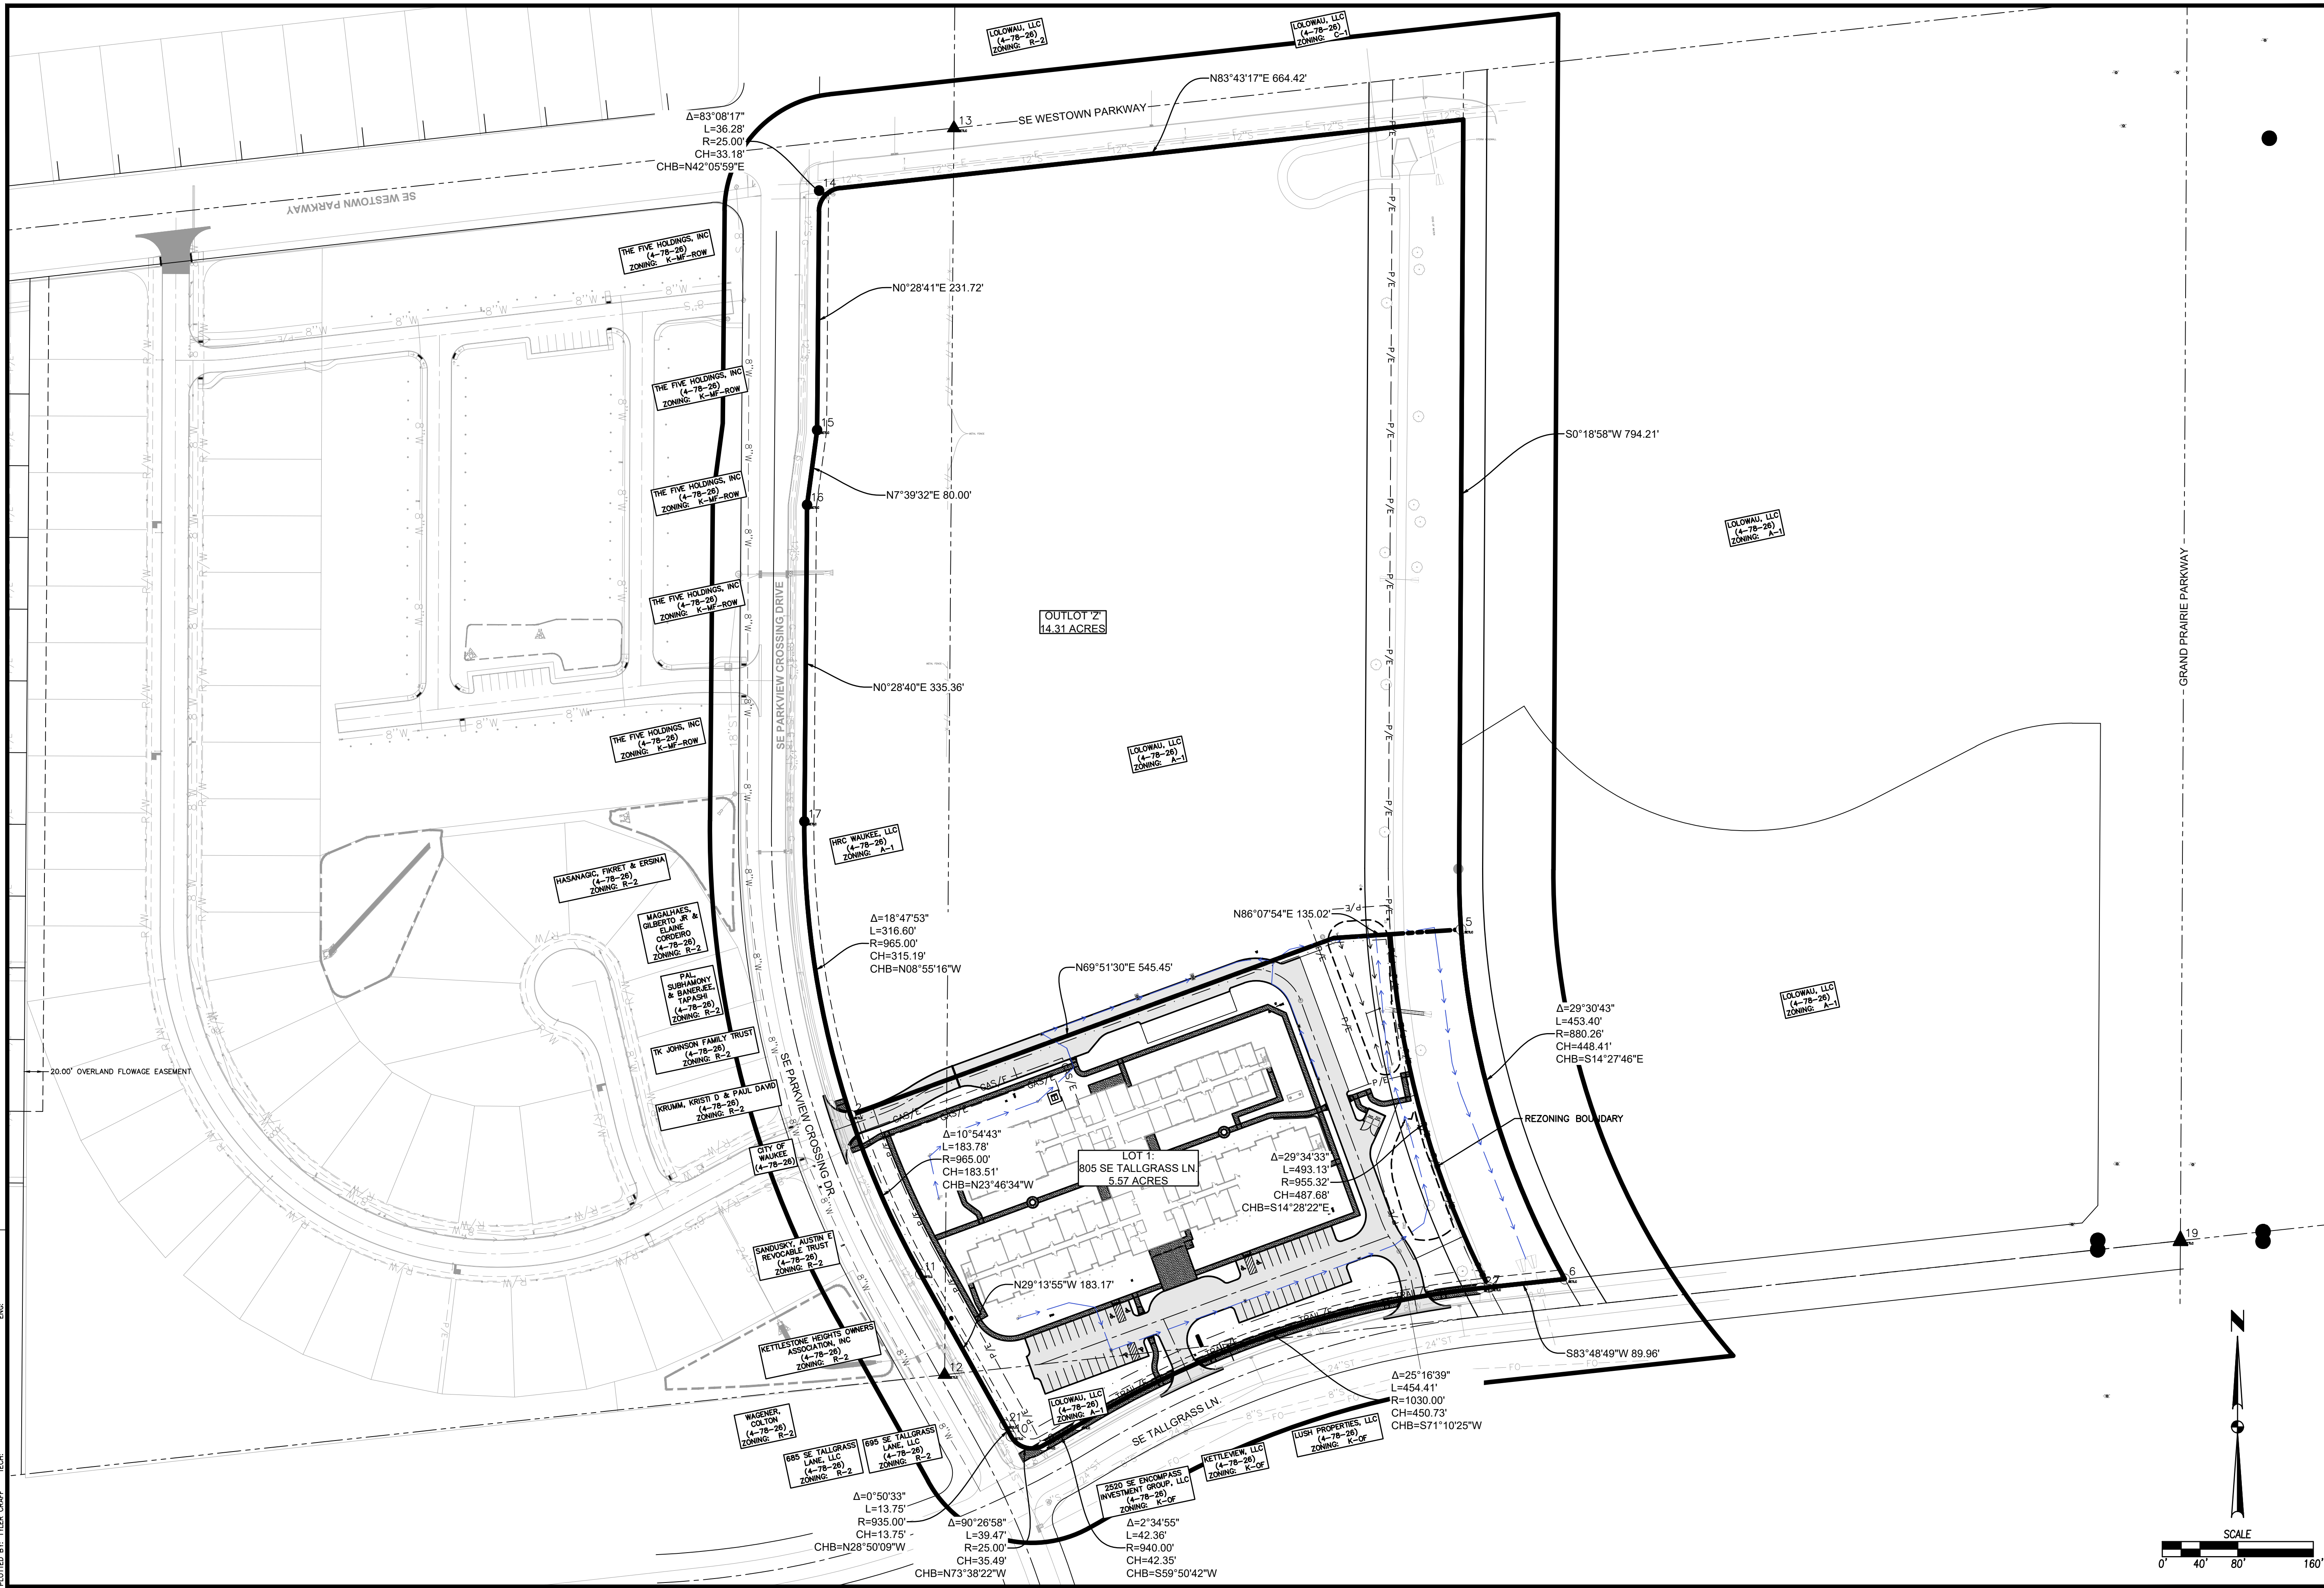 LOLOWAU, LLC
(4-78-26)
ZONING: R-2
LOLOWAU, LLC
(4-78-26)
ZONING: C-1
N83°43'17"E 664.42'
SE WESTOWN PARKWAY
13
Δ=83°08'17"
L=36.28'
R=25.00'
CH=33.18'
CHB=N42°05'59"E
14
SE WESTOWN PARKWAY
THE FIVE HOLDINGS, INC
(4-78-26)
ZONING: K-MF-ROW
N0°28'41"E 231.72'
THE FIVE HOLDINGS, INC
(4-78-26)
ZONING: K-MF-ROW
15
S0°18'58"W 794.21'
THE FIVE HOLDINGS, INC
(4-78-26)
ZONING: K-MF-ROW
N7°39'32"E 80.00'
16
LOLOWAU, LLC
(4-78-26)
ZONING: A-1
GRAND PRAIRIE PARKWAY
THE FIVE HOLDINGS, INC
(4-78-26)
ZONING: K-MF-ROW
SE PARKVIEW CROSSING DRIVE
OUTLOT 'Z'
14.31 ACRES
N0°28'40"E 335.36'
THE FIVE HOLDINGS, INC
(4-78-26)
ZONING: K-MF-ROW
LOLOWAU, LLC
(4-78-26)
ZONING: A-1
17
HRC WAUKEE, LLC
(4-78-26)
ZONING: A-1
HASANAGIC, FIKRET & ERSINA
(4-78-26)
ZONING: R-2
MAGALHAES,
GILBERTO JR &
ELAINE
CORDEIRO
(4-78-26)
ZONING: R-2
Δ=18°47'53"
L=316.60'
R=965.00'
CH=315.19'
CHB=N08°55'16"W
N86°07'54"E 135.02'
5
N69°51'30"E 545.45'
PAL,
SUBHAMONY
& BANERJEE,
TAPASHI
(4-78-26)
ZONING: R-2
LOLOWAU, LLC
(4-78-26)
ZONING: A-1
Δ=29°30'43"
L=453.40'
R=880.26'
CH=448.41'
CHB=S14°27'46"E
TK JOHNSON FAMILY TRUST
(4-78-26)
ZONING: R-2
20.00' OVERLAND FLOWAGE EASEMENT
KRUMM, KRISTI D & PAUL DAVID
(4-78-26)
ZONING: R-2
SE PARKVIEW CROSSING DR.
GAS/E
REZONING BOUNDARY
Δ=10°54'43"
L=183.78'
R=965.00'
CH=183.51'
CHB=N23°46'34"W
LOT 1:
805 SE TALLGRASS LN.
5.57 ACRES
Δ=29°34'33"
L=493.13'
R=955.32'
CH=487.68'
CHB=S14°28'22"E
CITY OF
WAUKEE
(4-78-26)
SANDUSKY, AUSTIN E
REVOCABLE TRUST
(4-78-26)
ZONING: R-2
19
11
N29°13'55"W 183.17'
6
KETTLESTONE HEIGHTS OWNERS
ASSOCIATION, INC
(4-78-26)
ZONING: R-2
12
S83°48'49"W 89.96'
Δ=25°16'39"
L=454.41'
R=1030.00'
CH=450.73'
CHB=S71°10'25"W
LOLOWAU, LLC
(4-78-26)
ZONING: A-1
SE TALLGRASS LN.
WAGENER,
COLTON
(4-78-26)
ZONING: R-2
685 SE TALLGRASS
LANE, LLC
(4-78-26)
ZONING: R-2
695 SE TALLGRASS
LANE, LLC
(4-78-26)
ZONING: R-2
LUSH PROPERTIES, LLC
(4-78-26)
ZONING: K-OF
KETTLEVIEW, LLC
(4-78-26)
ZONING: K-OF
2520 SE ENCOMPASS
INVESTMENT GROUP, LLC
(4-78-26)
ZONING: K-OF
Δ=0°50'33"
L=13.75'
R=935.00'
CH=13.75'
CHB=N28°50'09"W
Δ=90°26'58"
L=39.47'
R=25.00'
CH=35.49'
CHB=N73°38'22"W
Δ=2°34'55"
L=42.36'
R=940.00'
CH=42.35'
CHB=S59°50'42"W
N
SCALE
0' 40' 80' 160'